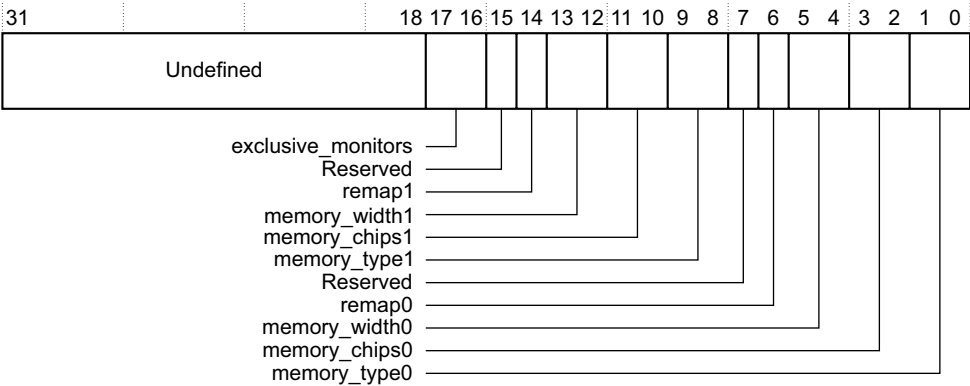 31 18 17 16 15 14 13 12 11 10 9 8 7 6 5 4 3 2 1 0
Undefined
exclusive_monitors
Reserved
remap1
memory_width1
memory_chips1
memory_type1
Reserved
remap0
memory_width0
memory_chips0
memory_type0